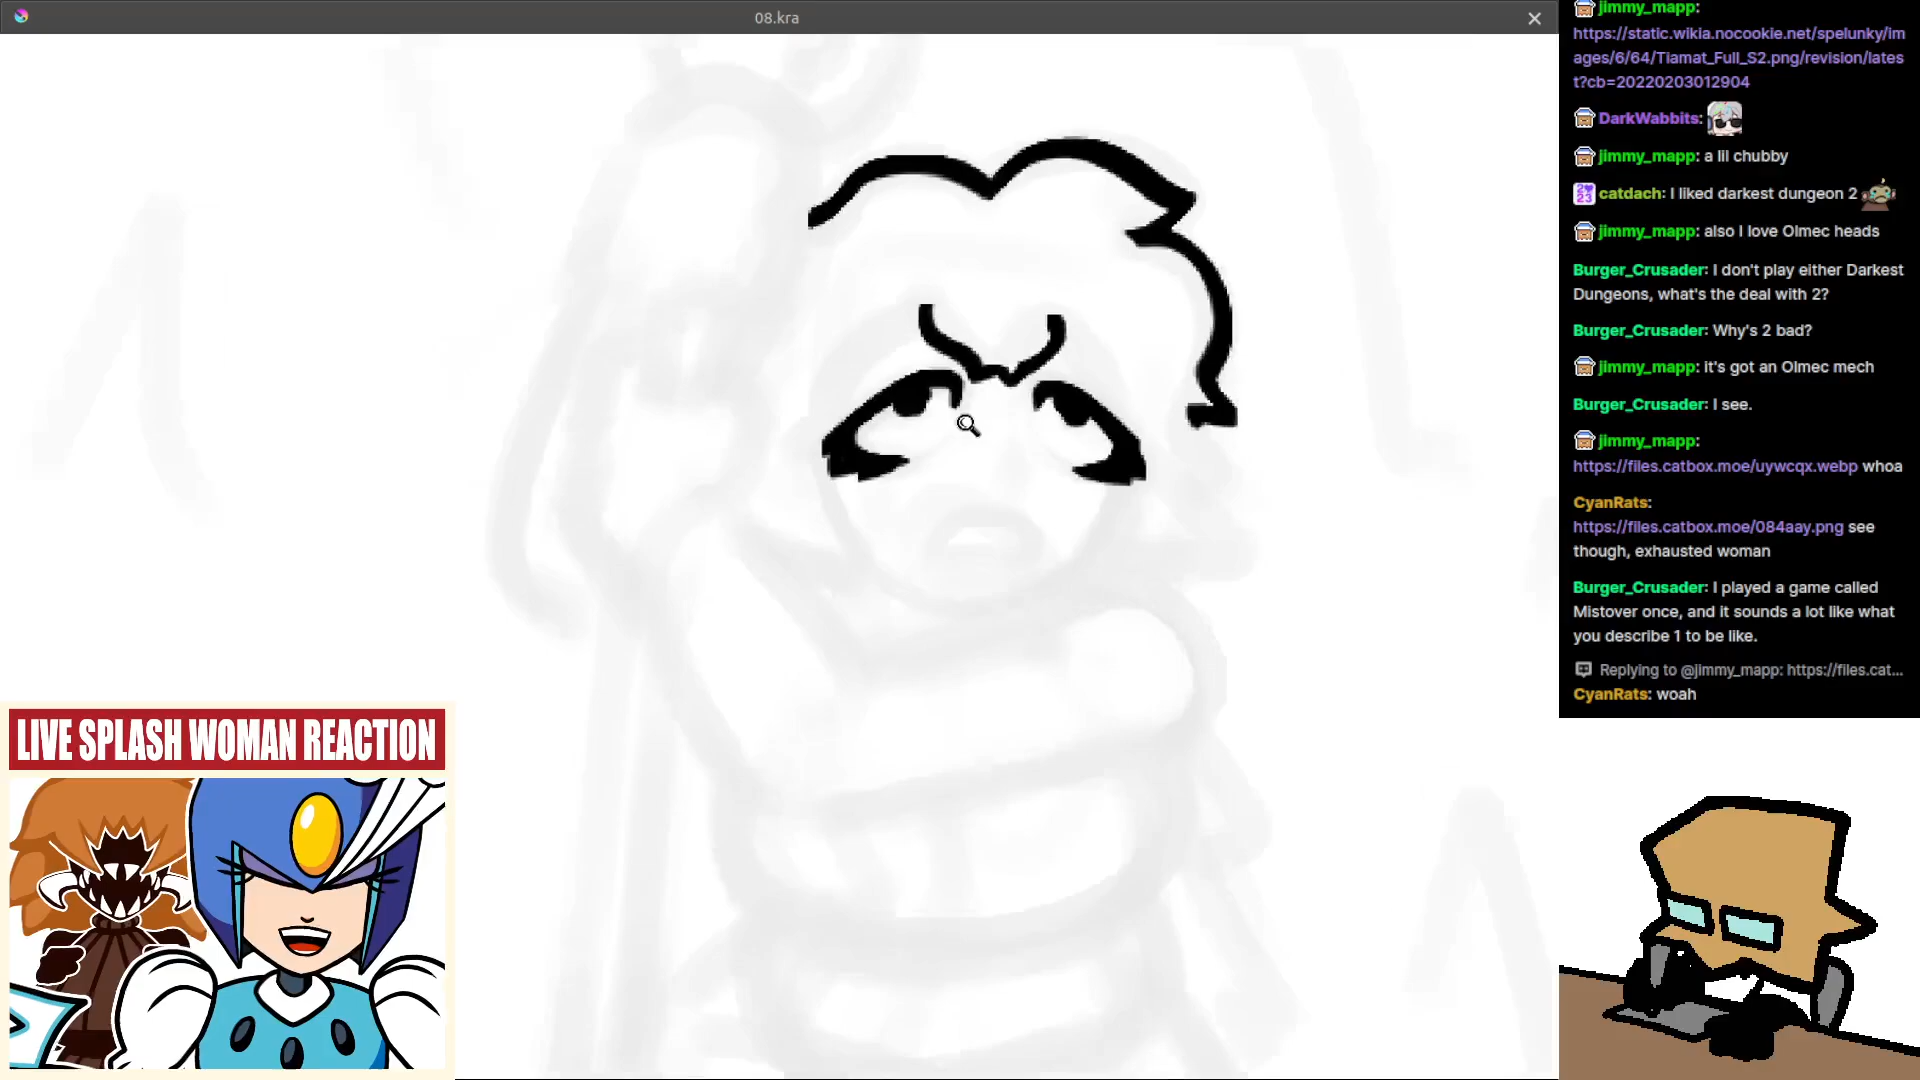 08.kra
jimmy_mapp:
https://static.wikia.nocookie.net/spelunky/im
ages/6/64/Tiamat_Full_S2.png/revision/lates
t?cb=20220203012904
DarkWabbits:
jimmy_mapp: a lil chubby
2 23 catdach: I liked darkest dungeon 2
jimmy_mapp: also I love Olmec heads
Burger_Crusader: I don't play either Darkest
Dungeons, what's the deal with 2?
Burger_Crusader: Why's 2 bad?
jimmy_mapp: it's got an Olmec mech
Burger_Crusader: I see.
jimmy_mapp:
https://files.catbox.moe/uywcqx.webp whoa
CyanRats:
https://files.catbox.moe/084aay.png see
though, exhausted woman
Burger_Crusader: I played a game called
Mistover once, and it sounds a lot like what
you describe 1 to be like.
Replying to @jimmy_mapp: https://files.cat...
CyanRats: woah
LIVE SPLASH WOMAN REACTION